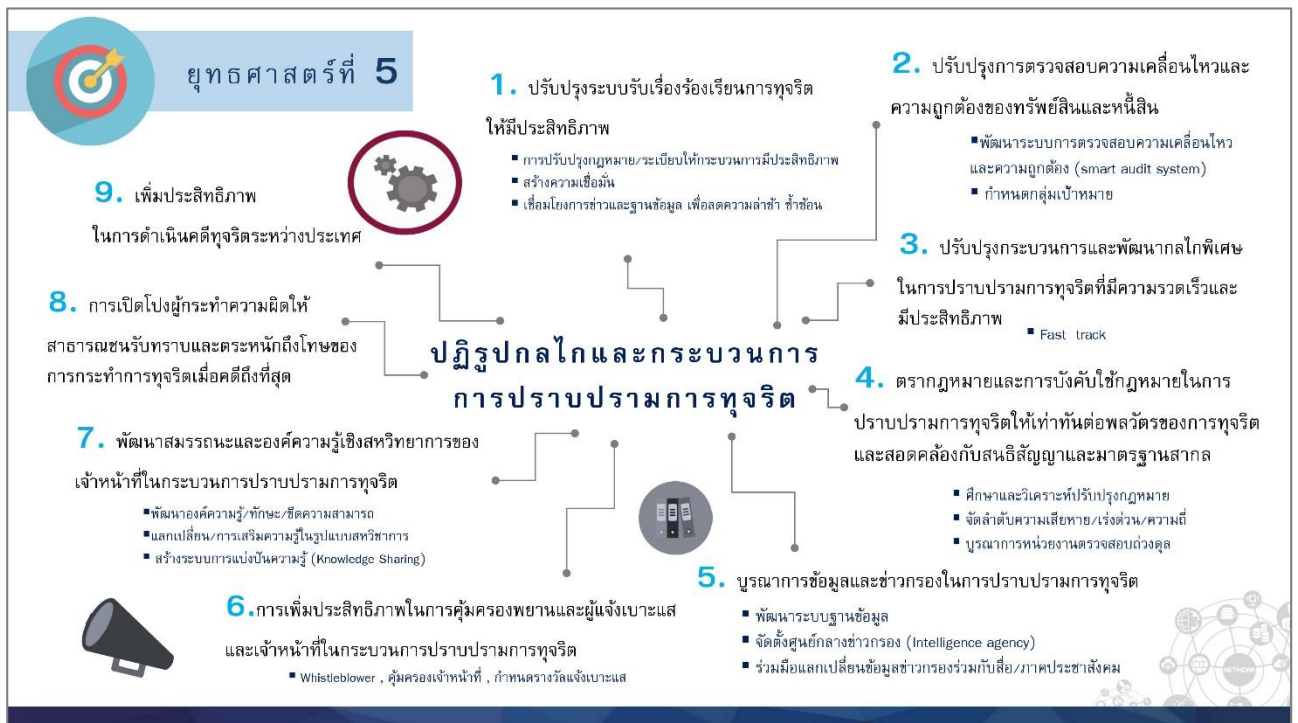 ยุทธศาสตร์ที่ 5
1. ปรับปรุงระบบรับเรื่องร้องเรียนการทุจริต
ให้มีประสิทธิภาพ
▪ การปรับปรุงกฎหมาย/ระเบียบให้กระบวนการมีประสิทธิภาพ
▪ สร้างความเชื่อมั่น
▪ เชื่อมโยงการข่าวและฐานข้อมูล เพื่อลดความล่าช้า ซ้ำซ้อน
2. ปรับปรุงการตรวจสอบความเคลื่อนไหวและ
ความถูกต้องของทรัพย์สินและหนี้สิน
▪พัฒนาระบบการตรวจสอบความเคลื่อนไหว
และความถูกต้อง (smart audit system)
▪ กำหนดกลุ่มเป้าหมาย
3. ปรับปรุงกระบวนการและพัฒนากลไกพิเศษ
ในการปราบปรามการทุจริตที่มีความรวดเร็วและ
มีประสิทธิภาพ
▪ Fast track
ปฏิรูปกลไกและกระบวนการ
การปราบปรามการทุจริต
4. ตรากฎหมายและการบังคับใช้กฎหมายในการ
ปราบปรามการทุจริตให้เท่าทันต่อพลวัตรของการทุจริต
และสอดคล้องกับสนธิสัญญาและมาตรฐานสากล
▪ ศึกษาและวิเคราะห์ปรับปรุงกฎหมาย
▪ จัดลำดับความเสียหาย/เร่งด่วน/ความถี่
▪ บูรณาการหน่วยงานตรวจสอบถ่วงดุล
5. บูรณาการข้อมูลและข่าวกรองในการปราบปรามการทุจริต
▪ พัฒนาระบบฐานข้อมูล
▪ จัดตั้งศูนย์กลางข่าวกรอง (Intelligence agency)
▪ ร่วมมือแลกเปลี่ยนข้อมูลข่าวกรองร่วมกับสื่อ/ภาคประชาสังคม
6.การเพิ่มประสิทธิภาพในการคุ้มครองพยานและผู้แจ้งเบาะแส
และเจ้าหน้าที่ในกระบวนการปราบปรามการทุจริต
▪ Whistleblower , คุ้มครองเจ้าหน้าที่ , กำหนดรางวัลแจ้งเบาะแส
7. พัฒนาสมรรถนะและองค์ความรู้เชิงสหวิทยาการของ
เจ้าหน้าที่ในกระบวนการปราบปรามการทุจริต
▪พัฒนาองค์ความรู้/ทักษะ/ขีดความสามารถ
▪แลกเปลี่ยน/การเสริมความรู้ในรูปแบบสหวิชาการ
▪ สร้างระบบการแบ่งปันความรู้ (Knowledge Sharing)
8. การเปิดโปงผู้กระทำความผิดให้
สาธารณชนรับทราบและตระหนักถึงโทษของ
การกระทำการทุจริตเมื่อคดีถึงที่สุด
9. เพิ่มประสิทธิภาพ
ในการดำเนินคดีทุจริตระหว่างประเทศ
NETWORK